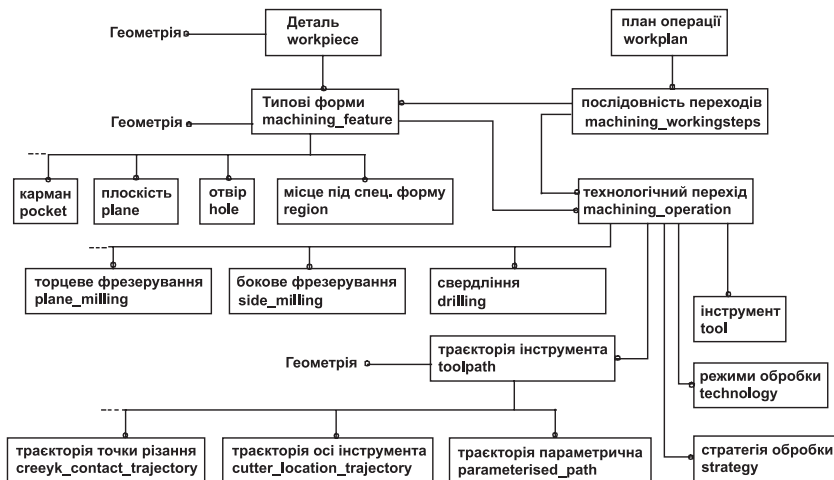 Геометрія
Деталь
workpiece
план операції
workplan
Геометрія
Типові форми
machining_feature
послідовність переходів
machining_workingsteps
карман
pocket
плоскість
plane
отвір
hole
місце під спец. форму
region
технологічний перехід
machining_operation
торцеве фрезерування
plane_milling
бокове фрезерування
side_milling
свердління
drilling
інструмент
tool
Геометрія
траєкторія інструмента
toolpath
режими обробки
technology
траєкторія точки різання
creeyk_contact_trajectory
траєкторія осі інструмента
cutter_location_trajectory
траєкторія параметрична
parameterised_path
стратегія обробки
strategy